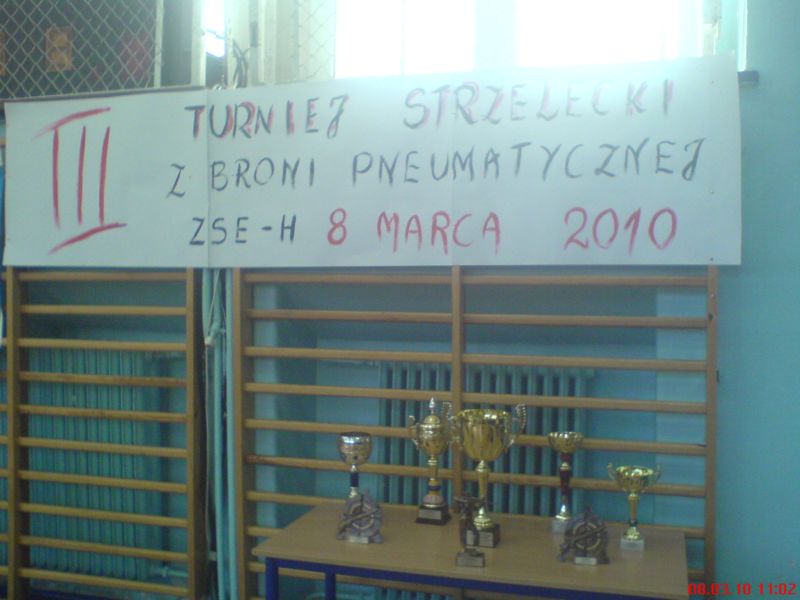 III TURNIEJ STRZELECKI
Z BRONI PNEUMATYCZNEJ
ZSE-H 8 MARCA 2010
08.03.10 11:02